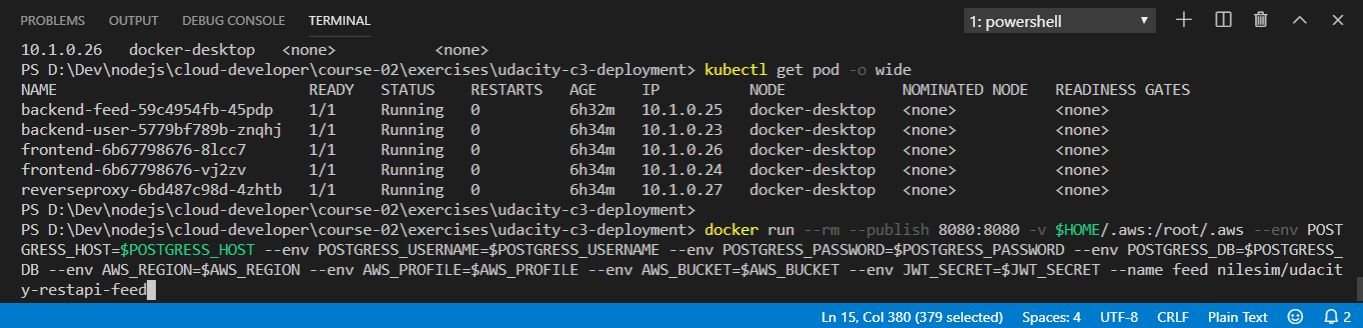 PROBLEMS OUTPUT DEBUG CONSOLE TERMINAL 1: powershell
10.1.0.26 docker-desktop <none> <none>
PS D:\Dev\nodejs\cloud-developer\course-02\exercises\udacity-c3-deployment> kubectl get pod -o wide
NAME READY STATUS RESTARTS AGE IP NODE NOMINATED NODE READINESS GATES
backend-feed-59c4954fb-45pdp 1/1 Running 0 6h32m 10.1.0.25 docker-desktop <none> <none>
backend-user-5779bf789b-znqhj 1/1 Running 0 6h34m 10.1.0.23 docker-desktop <none> <none>
frontend-6b67798676-8lcc7 1/1 Running 0 6h34m 10.1.0.26 docker-desktop <none> <none>
frontend-6b67798676-vj2zv 1/1 Running 0 6h34m 10.1.0.24 docker-desktop <none> <none>
reverseproxy-6bd487c98d-4zhtb 1/1 Running 0 6h34m 10.1.0.27 docker-desktop <none> <none>
PS D:\Dev\nodejs\cloud-developer\course-02\exercises\udacity-c3-deployment>
PS D:\Dev\nodejs\cloud-developer\course-02\exercises\udacity-c3-deployment> docker run --rm --publish 8080:8080 -v $HOME/.aws:/root/.aws --env POST
GRESS_HOST=$POSTGRESS_HOST --env POSTGRESS_USERNAME=$POSTGRESS_USERNAME --env POSTGRESS_PASSWORD=$POSTGRESS_PASSWORD --env POSTGRESS_DB=$POSTGRESS_
DB --env AWS_REGION=$AWS_REGION --env AWS_PROFILE=$AWS_PROFILE --env AWS_BUCKET=$AWS_BUCKET --env JWT_SECRET=$JWT_SECRET --name feed nilesim/udacit
y-restapi-feed
Ln 15, Col 380 (379 selected) Spaces: 4 UTF-8 CRLF Plain Text 2